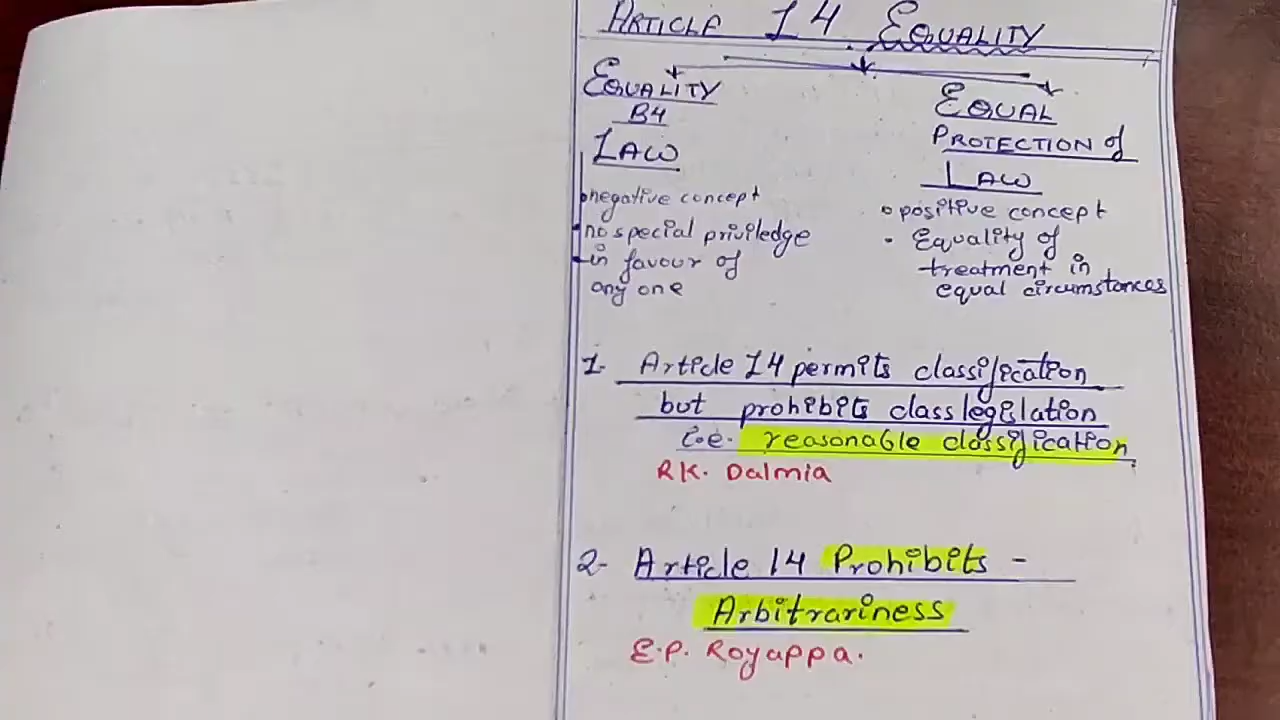 ARTICLE 14 EQUALITY
EQUALITY
B4
LAW
negative concept
no special priviledge
in favour of
any one
EQUAL
PROTECTION of
LAW
positive concept
Equality of
treatment in
equal circumstances
1. Article 14 permits classification
but prohibits class legislation
i.e. reasonable classification
RK. Dalmia
2- Article 14 Prohibits -
Arbitrariness
E.P. Royappa.